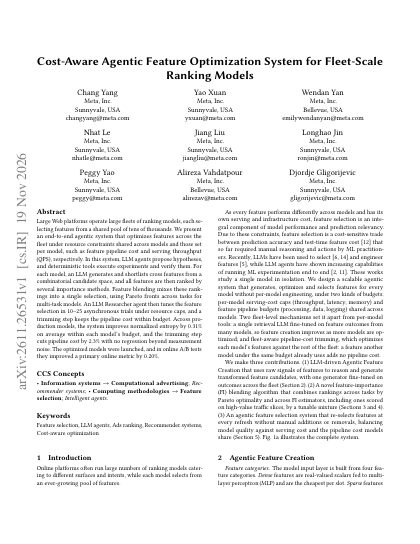 Cost-Aware Agentic Feature Optimization System for Fleet-Scale
Ranking Models
Chang Yang
Meta, Inc.
Sunnyvale, USA
changyang@meta.com
Yao Xuan
Meta, Inc.
Sunnyvale, USA
yxuan@meta.com
Wendan Yan
Meta, Inc.
Bellevue, USA
emilywendanyan@meta.com
Nhat Le
Meta, Inc.
Sunnyvale, USA
nhatle@meta.com
Jiang Liu
Meta, Inc.
Sunnyvale, USA
jiangliu@meta.com
Longhao Jin
Meta, Inc.
Sunnyvale, USA
ronjin@meta.com
Peggy Yao
Meta, Inc.
Sunnyvale, USA
peggy@meta.com
Alireza Vahdatpour
Meta, Inc.
Bellevue, USA
alirezav@meta.com
Djordje Gligorijevic
Meta, Inc.
Sunnyvale, USA
gligorijevic@meta.com
arXiv:2611.26531v1 [cs.IR] 19 Nov 2026
Abstract
Large Web platforms operate large fleets of ranking models, each se-
lecting features from a shared pool of tens of thousands. We present
an end-to-end agentic system that optimizes features across the
fleet under resource constraints shared across models and those set
per model, such as feature pipeline cost and serving throughput
(QPS), respectively. In this system, LLM agents propose hypotheses,
and deterministic tools execute experiments and verify them. For
each model, an LLM generates and shortlists cross features from a
combinatorial candidate space, and all features are then ranked by
several importance methods. Feature blending mixes these rank-
ings into a single selection, using Pareto fronts across tasks for
multi-task models. An LLM Researcher agent then tunes the feature
selection in 10–25 asynchronous trials under resource caps, and a
trimming step keeps the pipeline cost within budget. Across pro-
duction models, the system improves normalized entropy by 0.31%
on average within each model's budget, and the trimming step
cuts pipeline cost by 2.3% with no regression beyond measurement
noise. The optimized models were launched, and in online A/B tests
they improved a primary online metric by 0.20%.
CCS Concepts
• Information systems → Computational advertising; Rec-
ommender systems; • Computing methodologies → Feature
selection; Intelligent agents.
Keywords
Feature selection, LLM agents, Ads ranking, Recommender systems,
Cost-aware optimization
1 Introduction
Online platforms often run large numbers of ranking models cater-
ing to different surfaces and intents, while each model selects from
an ever-growing pool of features.
As every feature performs differently across models and has its
own serving and infrastructure cost, feature selection is an inte-
gral component of model performance and prediction relevancy.
Due to these constraints, feature selection is a cost-sensitive trade
between prediction accuracy and test-time feature cost [12] that
so far required manual reasoning and actions by ML practition-
ers. Recently, LLMs have been used to select [6, 14] and engineer
features [5], while LLM agents have shown increasing capabilities
of running ML experimentation end to end [2, 11]. These works
study a single model in isolation. We design a scalable agentic
system that generates, optimizes and selects features for every
model without per-model engineering, under two kinds of budgets:
per-model serving-cost caps (throughput, latency, memory) and
feature pipeline budgets (processing, data, logging) shared across
models. Two fleet-level mechanisms set it apart from per-model
tools: a single retrieval LLM fine-tuned on feature outcomes from
many models, so feature creation improves as more models are op-
timized; and fleet-aware pipeline-cost trimming, which optimizes
each model's features against the cost to the fleet: a feature another
model under the same budget already uses adds no pipeline cost.
We make three contributions: (1) LLM-driven Agentic Feature
Creation that uses raw signals of features to reason and generate
transformed feature candidates, with one generator fine-tuned on
outcomes across the fleet (Section 2). (2) A novel feature-importance
(FI) blending algorithm that combines rankings across tasks by
Pareto optimality and across FI estimators, including ones scored
on high-value traffic slices, by a tunable mixture (Sections 3 and 4).
(3) An agentic feature selection system that re-selects features at
every refresh without manual additions or removals, balancing
model quality against serving cost and the pipeline cost models
share (Section 5). Fig. 1a illustrates the complete system.
2 Agentic Feature Creation
Feature categories. The model input layer is built from four fea-
ture categories. Dense features are real-valued scalars fed to multi-
layer perceptron (MLP) and are the cheapest per slot. Sparse features